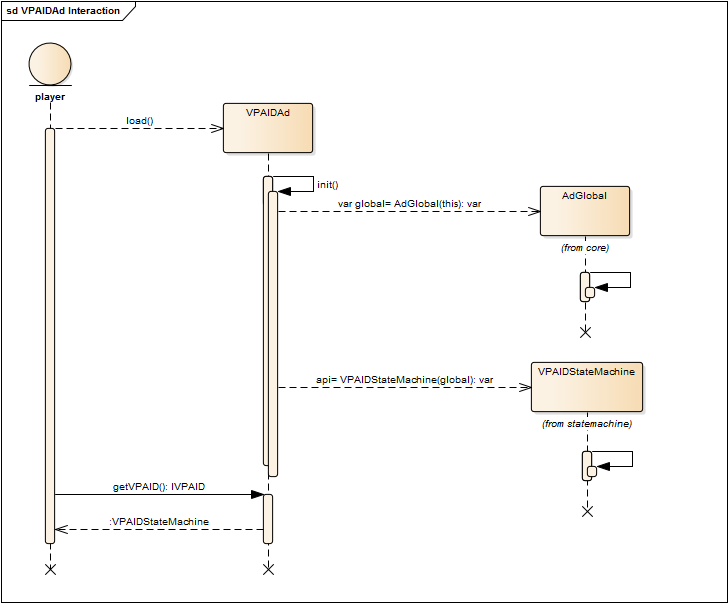 sd VPAIDAd Interaction
player
load()
VPAIDAd
init()
var global= AdGlobal(this): var
AdGlobal
(from core)
api= VPAIDStateMachine(global): var
VPAIDStateMachine
(from statemachine)
getVPAID(): IVPAID
:VPAIDStateMachine